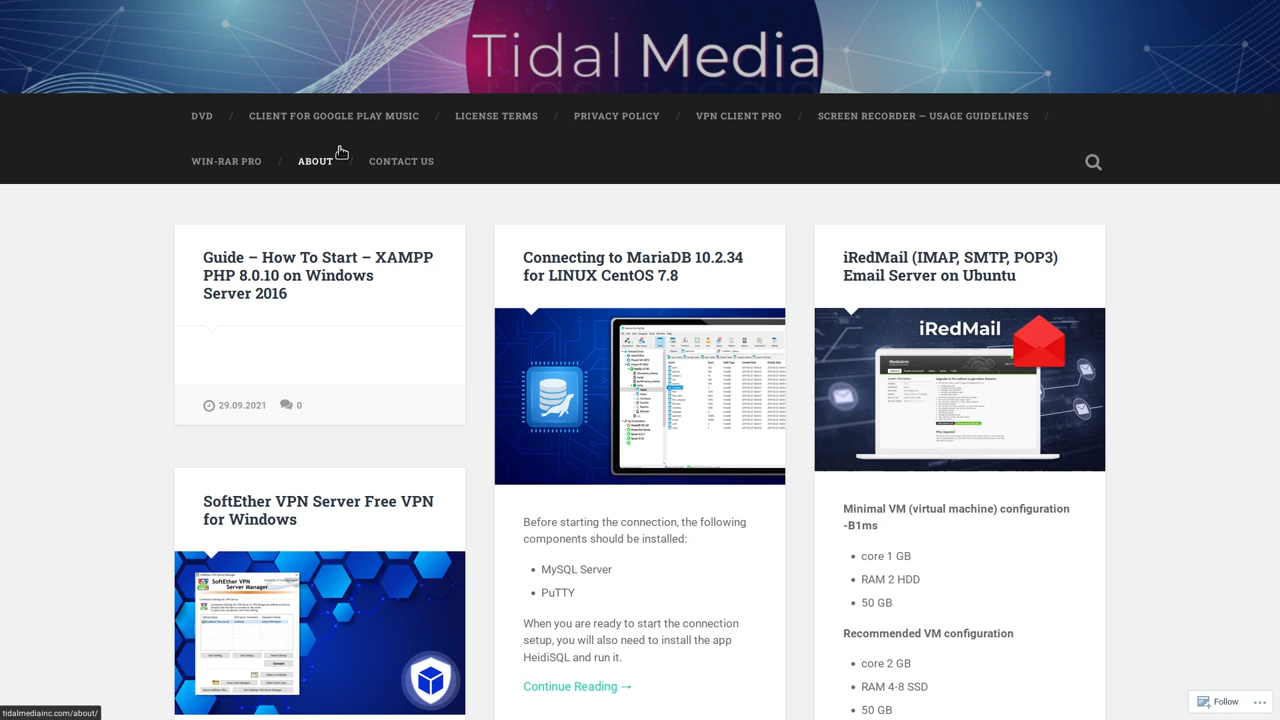 Tidal Media
DVD / CLIENT FOR GOOGLE PLAY MUSIC / LICENSE TERMS / PRIVACY POLICY / VPN CLIENT PRO / SCREEN RECORDER — USAGE GUIDELINES /
WIN-RAR PRO / ABOUT / CONTACT US
Guide – How To Start – XAMPP
PHP 8.0.10 on Windows
Server 2016
29.09.2021 0
SoftEther VPN Server Free VPN
for Windows
SoftEther VPN
Server Manager
Connecting to MariaDB 10.2.34
for LINUX CentOS 7.8
Before starting the connection, the following
components should be installed:
• MySQL Server
• PuTTY
When you are ready to start the connection
setup, you will also need to install the app
HeidiSQL and run it.
Continue Reading →
iRedMail (IMAP, SMTP, POP3)
Email Server on Ubuntu
iRedMail
Minimal VM (virtual machine) configuration
-B1ms
• core 1 GB
• RAM 2 HDD
• 50 GB
Recommended VM configuration
• core 2 GB
• RAM 4-8 SSD
• 50 GB
Follow
tidalmediainc.com/about/